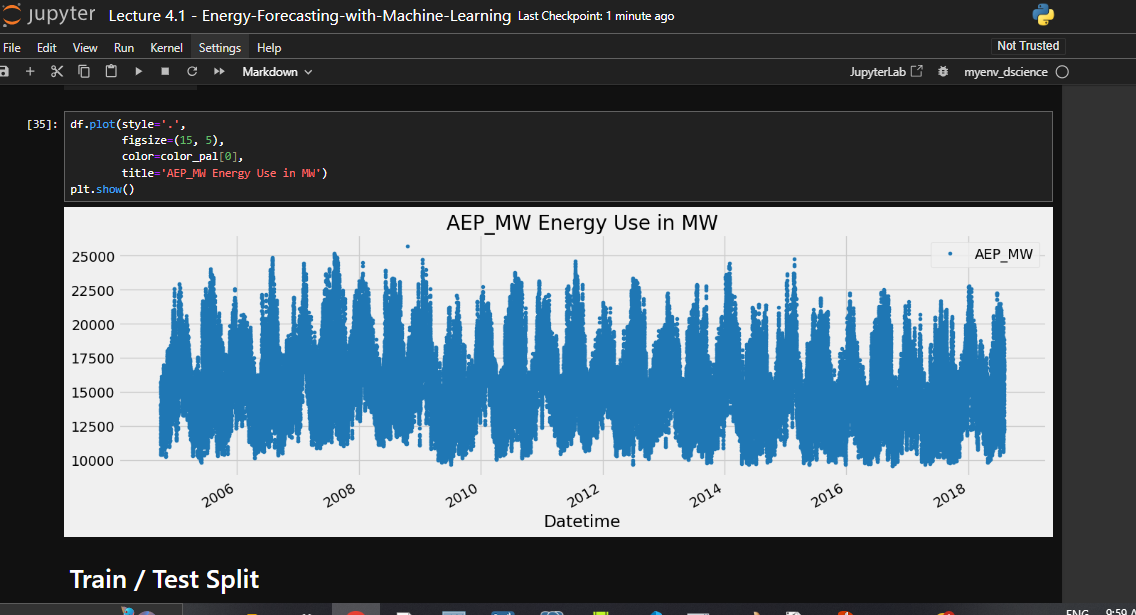 jupyter Lecture 4.1 - Energy-Forecasting-with-Machine-Learning Last Checkpoint: 1 minute ago
File Edit View Run Kernel Settings Help Not Trusted
Markdown JupyterLab myenv_dscience
[35]: df.plot(style='.',
figsize=(15, 5),
color=color_pal[0],
title='AEP_MW Energy Use in MW')
plt.show()
AEP_MW Energy Use in MW
AEP_MW
25000
22500
20000
17500
15000
12500
10000
2006 2008 2010 2012 2014 2016 2018
Datetime
Train / Test Split